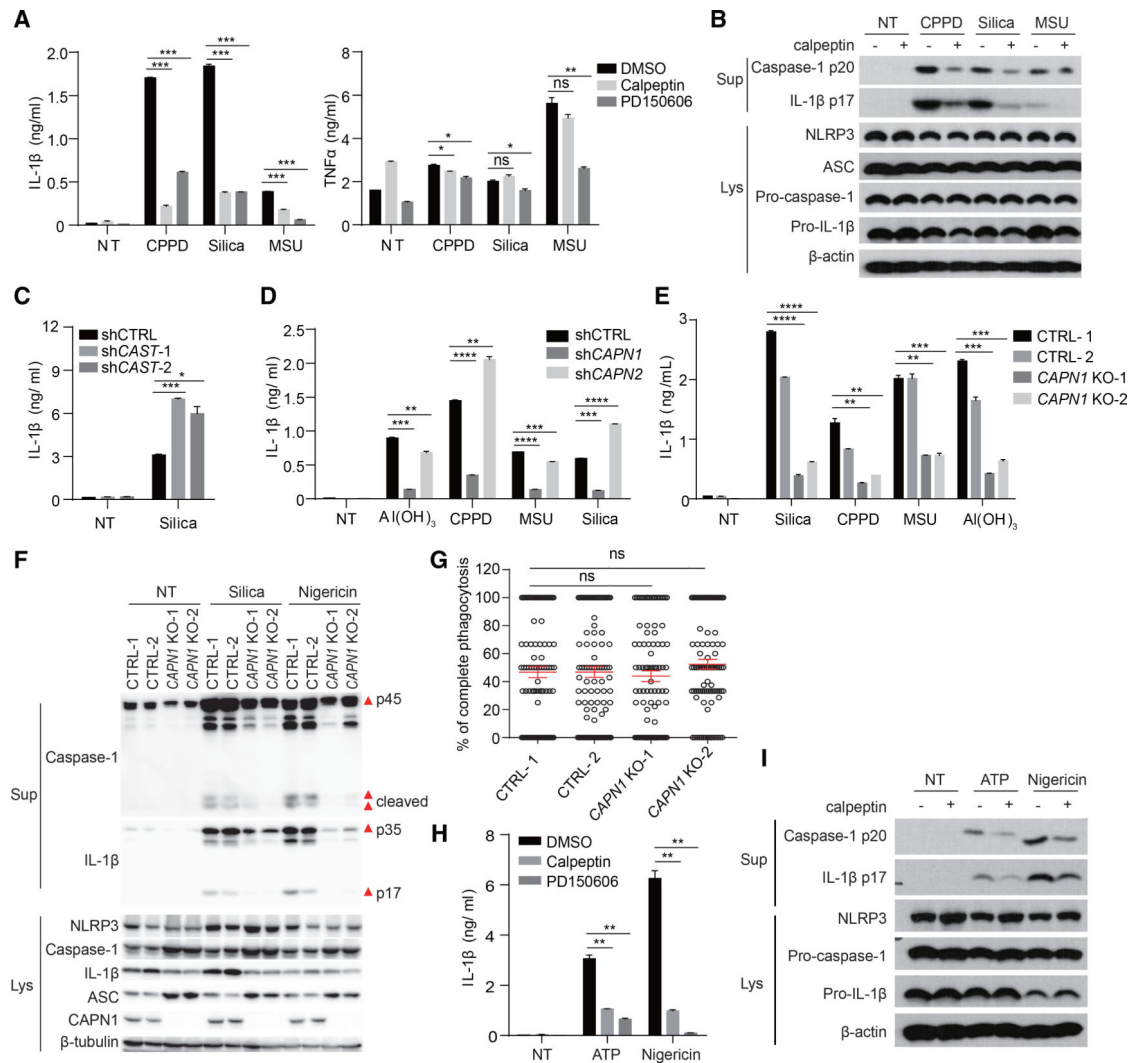 A
IL-1β (ng/ml)
2.0
1.5
1.0
0.5
0
*** *** *** *** *** ***
NT CPPD Silica MSU
TNFα (ng/ml)
8
6
4
2
0
* * ns * ns **
NT CPPD Silica MSU
DMSO
Calpeptin
PD150606
B
NT CPPD Silica MSU
calpeptin - + - + - + - +
Sup
Caspase-1 p20
IL-1β p17
Lys
NLRP3
ASC
Pro-caspase-1
Pro-IL-1β
β-actin
C
shCTRL
shCAST-1
shCAST-2
IL-1β (ng/ ml)
12
9
6
3
0
*
***
NT Silica
D
shCTRL
shCAPN1
shCAPN2
IL- 1β (ng/ ml)
2.5
2.0
1.5
1.0
0.5
0
** *** ** **** *** **** **** ***
NT Al(OH)3 CPPD MSU Silica
E
CTRL- 1
CTRL- 2
CAPN1 KO-1
CAPN1 KO-2
IL-1β ( ng/mL)
3
2
1
0
**** **** ** ** *** ** *** ***
NT Silica CPPD MSU Al(OH)3
F
NT Silica Nigericin
CTRL-1 CTRL-2 CAPN1 KO-1 CAPN1 KO-2 CTRL-1 CTRL-2 CAPN1 KO-1 CAPN1 KO-2 CTRL-1 CTRL-2 CAPN1 KO-1 CAPN1 KO-2
Sup
Caspase-1
p45
cleaved
IL-1β
p35
p17
Lys
NLRP3
Caspase-1
IL-1β
ASC
CAPN1
β-tubulin
G
ns
ns
% of complete pthagocytosis
120
100
80
60
40
20
0
CTRL- 1 CTRL- 2 CAPN1 KO-1 CAPN1 KO-2
H
DMSO
Calpeptin
PD150606
IL-1β (ng/ ml)
9
6
3
0
** ** ** **
NT ATP Nigericin
I
NT ATP Nigericin
calpeptin - + - + - +
Sup
Caspase-1 p20
IL-1β p17
Lys
NLRP3
Pro-caspase-1
Pro-IL-1β
β-actin